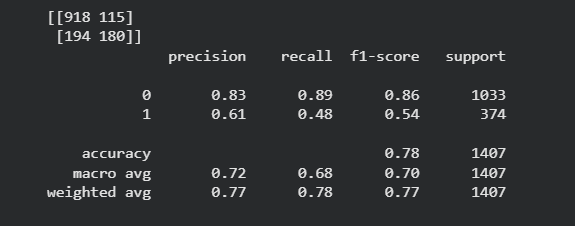 [[918 115]
[194 180]]
precision recall f1-score support
0 0.83 0.89 0.86 1033
1 0.61 0.48 0.54 374
accuracy 0.78 1407
macro avg 0.72 0.68 0.70 1407
weighted avg 0.77 0.78 0.77 1407